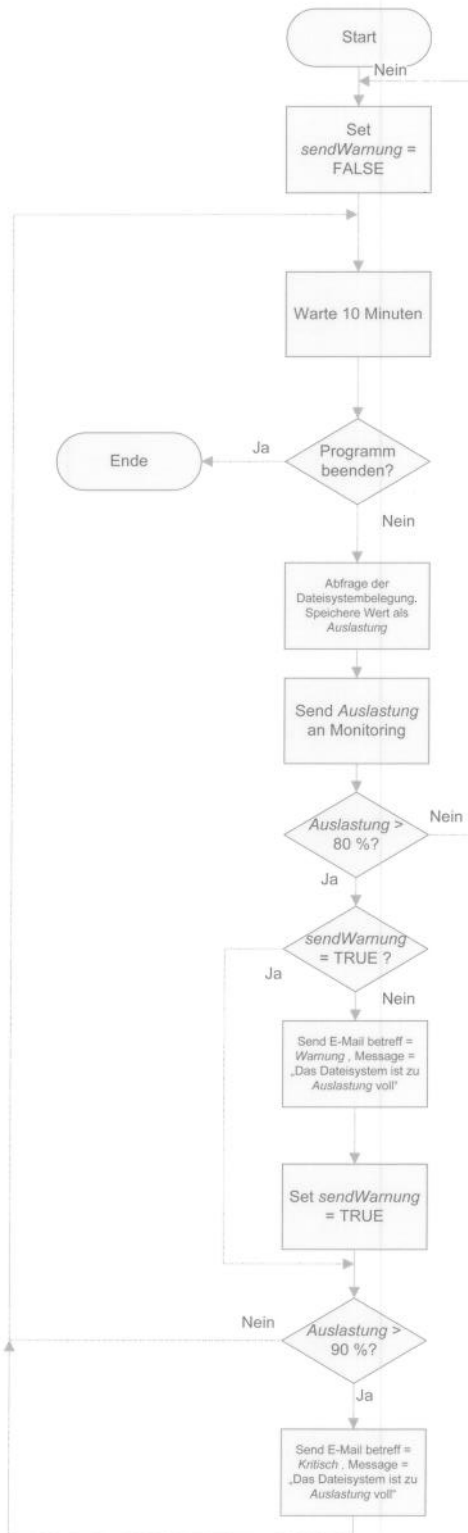 Start
Nein
Set
sendWarnung =
FALSE
Warte 10 Minuten
Programm
beenden?
Ja
Ende
Nein
Abfrage der
Dateisystembelegung.
Speichere Wert als
Auslastung
Send Auslastung
an Monitoring
Auslastung >
80 %?
Nein
Ja
sendWarnung
= TRUE ?
Ja
Nein
Send E-Mail betreff =
Warnung , Message =
„Das Dateisystem ist zu
Auslastung voll"
Set sendWarnung
= TRUE
Auslastung >
90 %?
Nein
Ja
Send E-Mail betreff =
Kritisch , Message =
„Das Dateisystem ist zu
Auslastung voll"